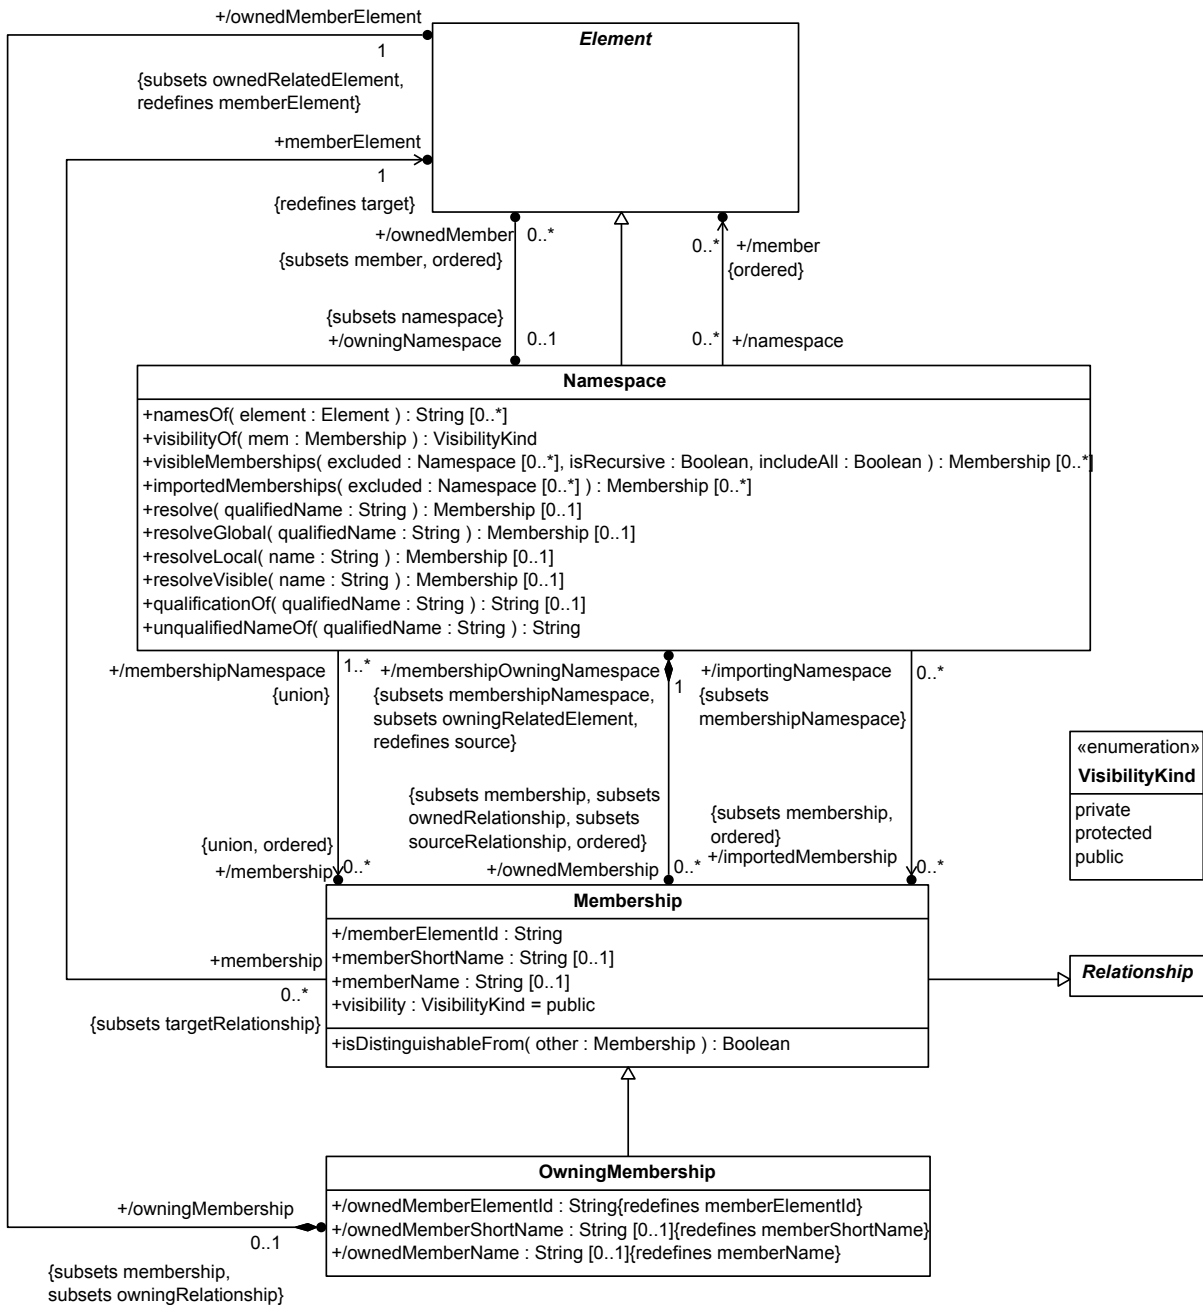 +/ownedMemberElement
1
{subsets ownedRelatedElement,
redefines memberElement}
Element
+memberElement
1
{redefines target}
+/ownedMember
0..*
{subsets member, ordered}
0..*
+/member
{ordered}
{subsets namespace}
+/owningNamespace
0..1
0..*
+/namespace
Namespace
+namesOf( element : Element ) : String [0..*]
+visibilityOf( mem : Membership ) : VisibilityKind
+visibleMemberships( excluded : Namespace [0..*], isRecursive : Boolean, includeAll : Boolean ) : Membership [0..*]
+importedMemberships( excluded : Namespace [0..*] ) : Membership [0..*]
+resolve( qualifiedName : String ) : Membership [0..1]
+resolveGlobal( qualifiedName : String ) : Membership [0..1]
+resolveLocal( name : String ) : Membership [0..1]
+resolveVisible( name : String ) : Membership [0..1]
+qualificationOf( qualifiedName : String ) : String [0..1]
+unqualifiedNameOf( qualifiedName : String ) : String
+/membershipNamespace
1..*
{union}
+/membershipOwningNamespace
1
{subsets membershipNamespace,
subsets owningRelatedElement,
redefines source}
+/importingNamespace
0..*
{subsets
membershipNamespace}
«enumeration»
VisibilityKind
private
protected
public
{union, ordered}
+/membership
0..*
{subsets membership, subsets
ownedRelationship, subsets
sourceRelationship, ordered}
+/ownedMembership
0..*
{subsets membership,
ordered}
+/importedMembership
0..*
Membership
+/memberElementId : String
+memberShortName : String [0..1]
+memberName : String [0..1]
+visibility : VisibilityKind = public
+isDistinguishableFrom( other : Membership ) : Boolean
+membership
0..*
{subsets targetRelationship}
Relationship
OwningMembership
+/ownedMemberElementId : String{redefines memberElementId}
+/ownedMemberShortName : String [0..1]{redefines memberShortName}
+/ownedMemberName : String [0..1]{redefines memberName}
+/owningMembership
0..1
{subsets membership,
subsets owningRelationship}